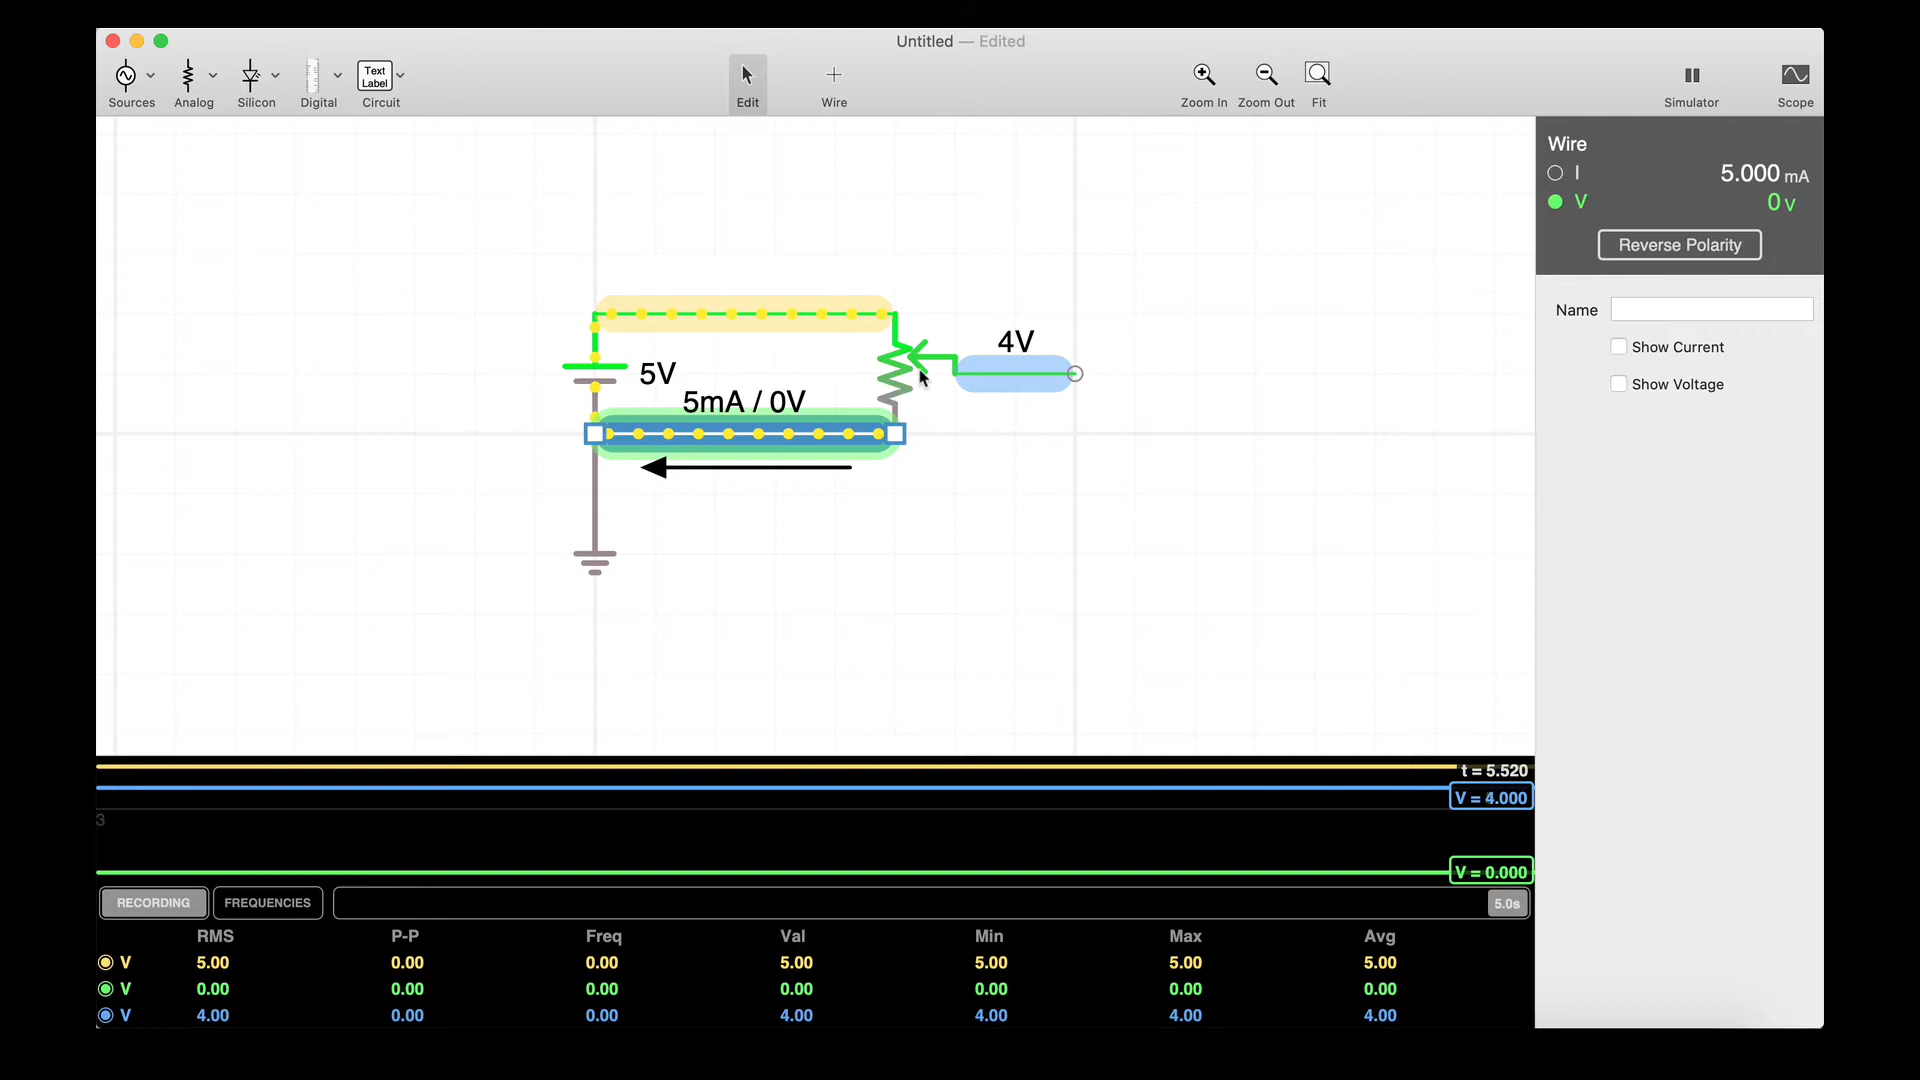 Untitled — Edited
Sources
Analog
Silicon
Digital
Text
Label
Circuit
Edit
Wire
Zoom In
Zoom Out
Fit
Simulator
Scope
Wire
I
5.000 mA
V
0 V
Reverse Polarity
Name
Show Current
Show Voltage
4V
5V
5mA / 0V
t = 5.520
V = 4.000
3
V = 0.000
RECORDING
FREQUENCIES
5.0s
RMS P-P Freq Val Min Max Avg
V 5.00 0.00 0.00 5.00 5.00 5.00 5.00
V 0.00 0.00 0.00 0.00 0.00 0.00 0.00
V 4.00 0.00 0.00 4.00 4.00 4.00 4.00